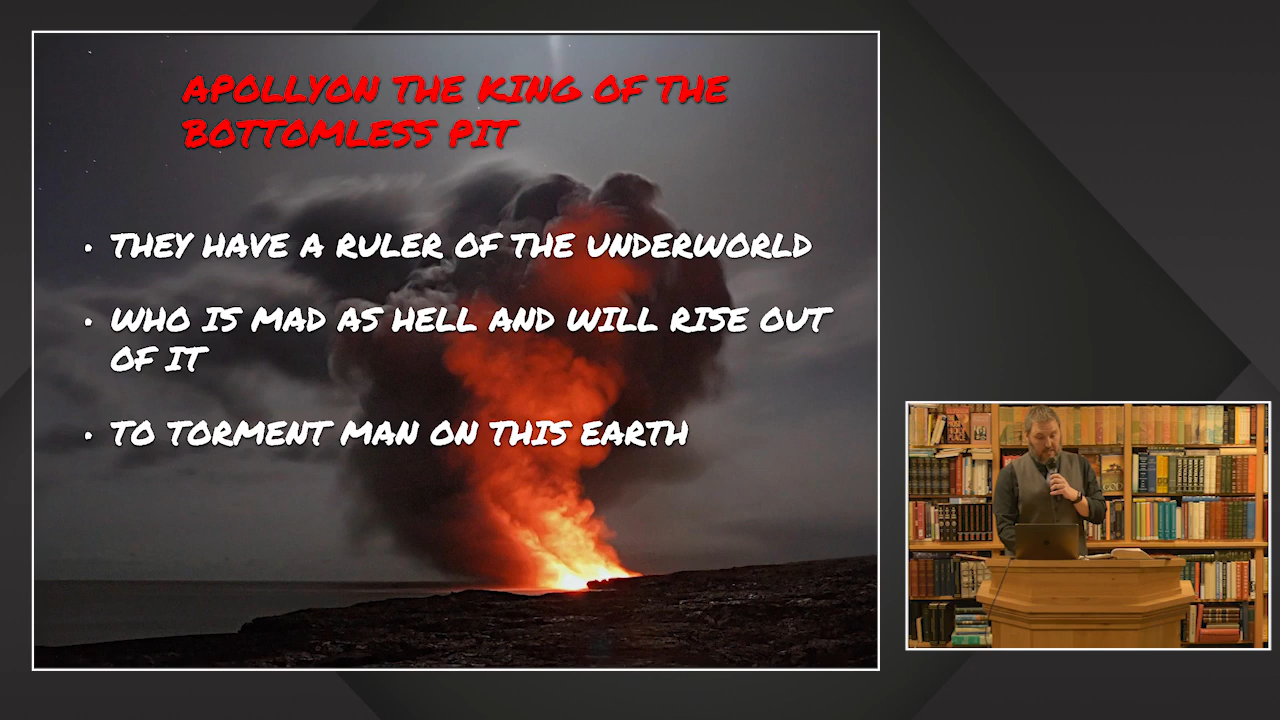 APOLLYON THE KING OF THE
BOTTOMLESS PIT
• THEY HAVE A RULER OF THE UNDERWORLD
• WHO IS MAD AS HELL AND WILL RISE OUT
OF IT
• TO TORMENT MAN ON THIS EARTH